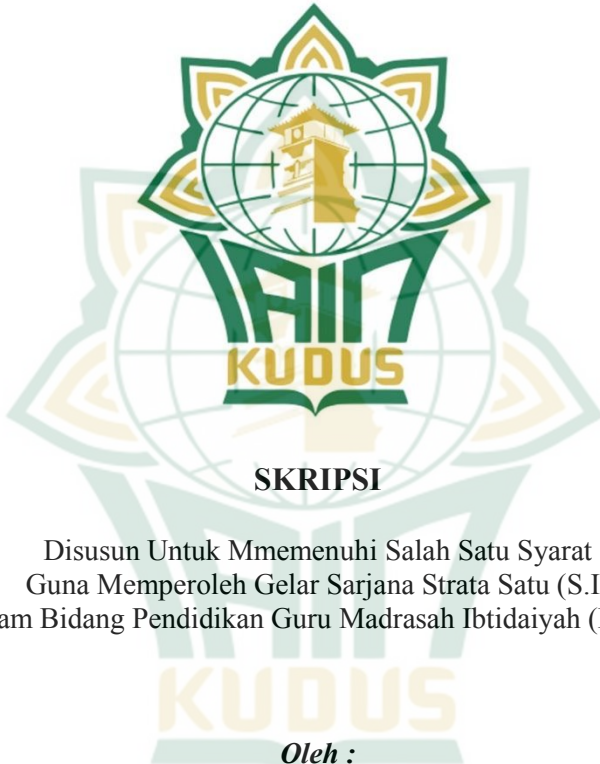 IAIN
KUDUS
SKRIPSI
Disusun Untuk Mmemenuhi Salah Satu Syarat
Guna Memperoleh Gelar Sarjana Strata Satu (S.I
am Bidang Pendidikan Guru Madrasah Ibtidaiyah (
KUDUS
Oleh :